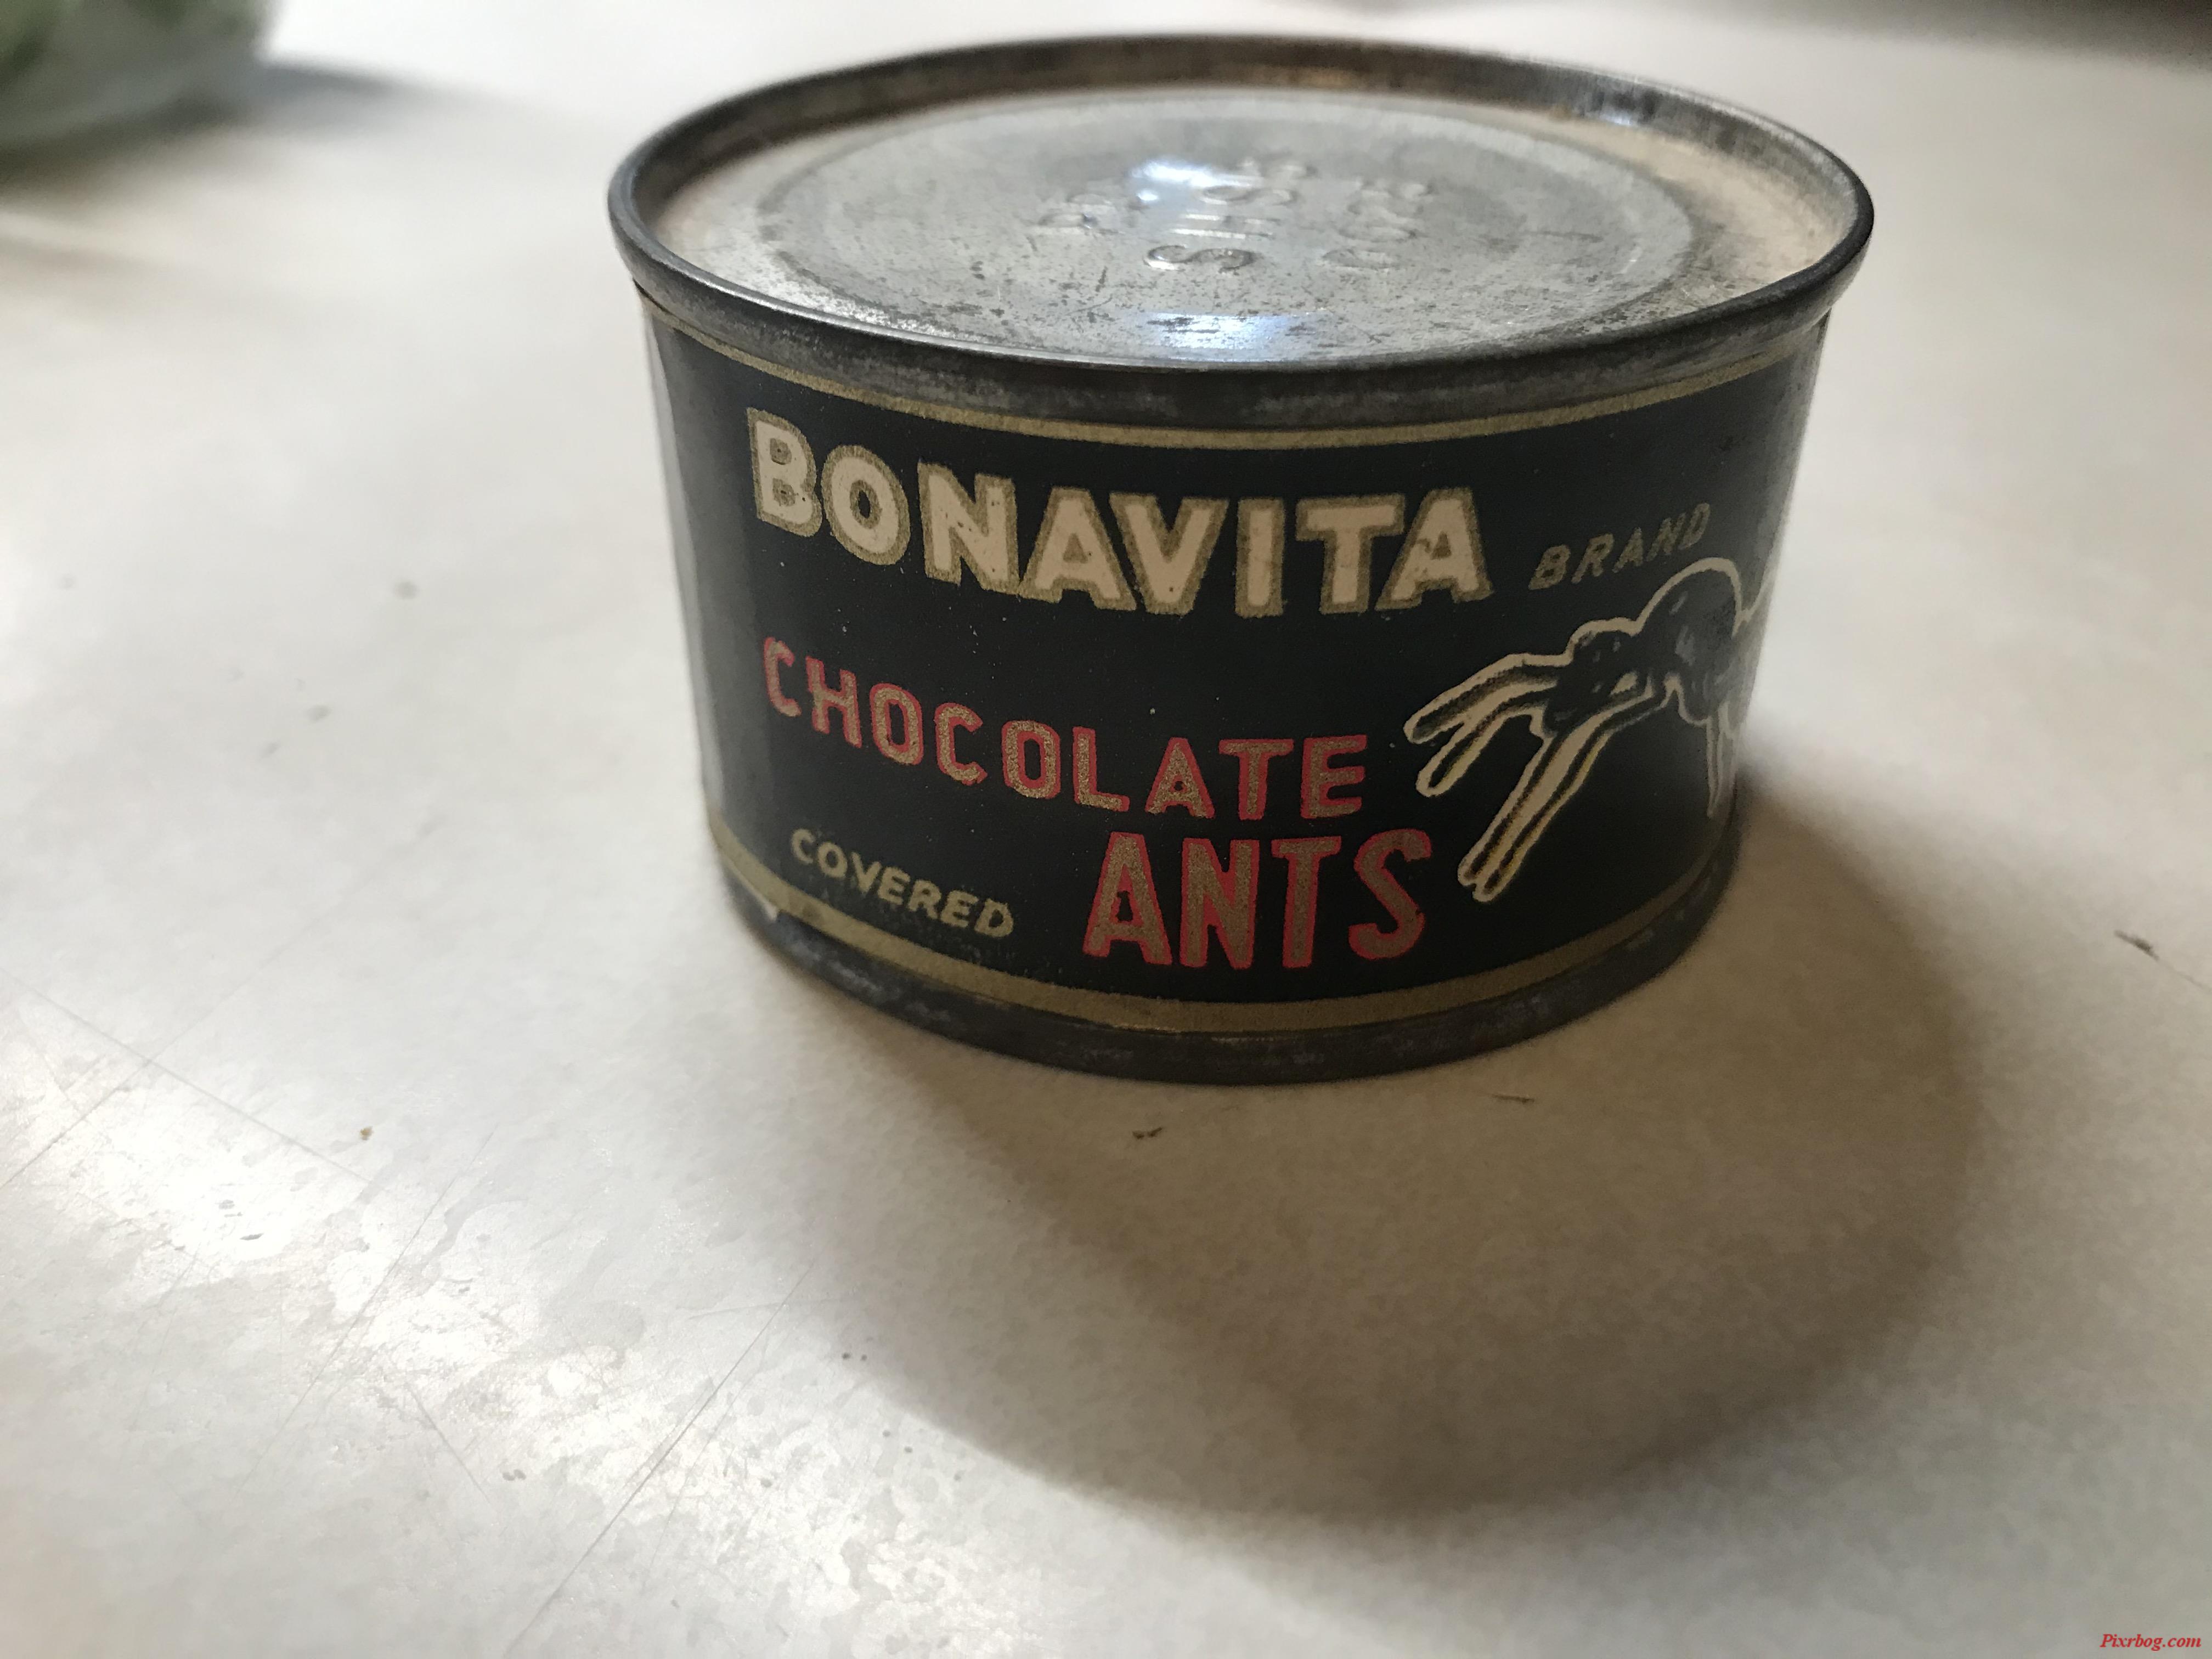 BONAVITA BRAND
CHOCOLATE
COVERED ANTS
Pixrbog.com